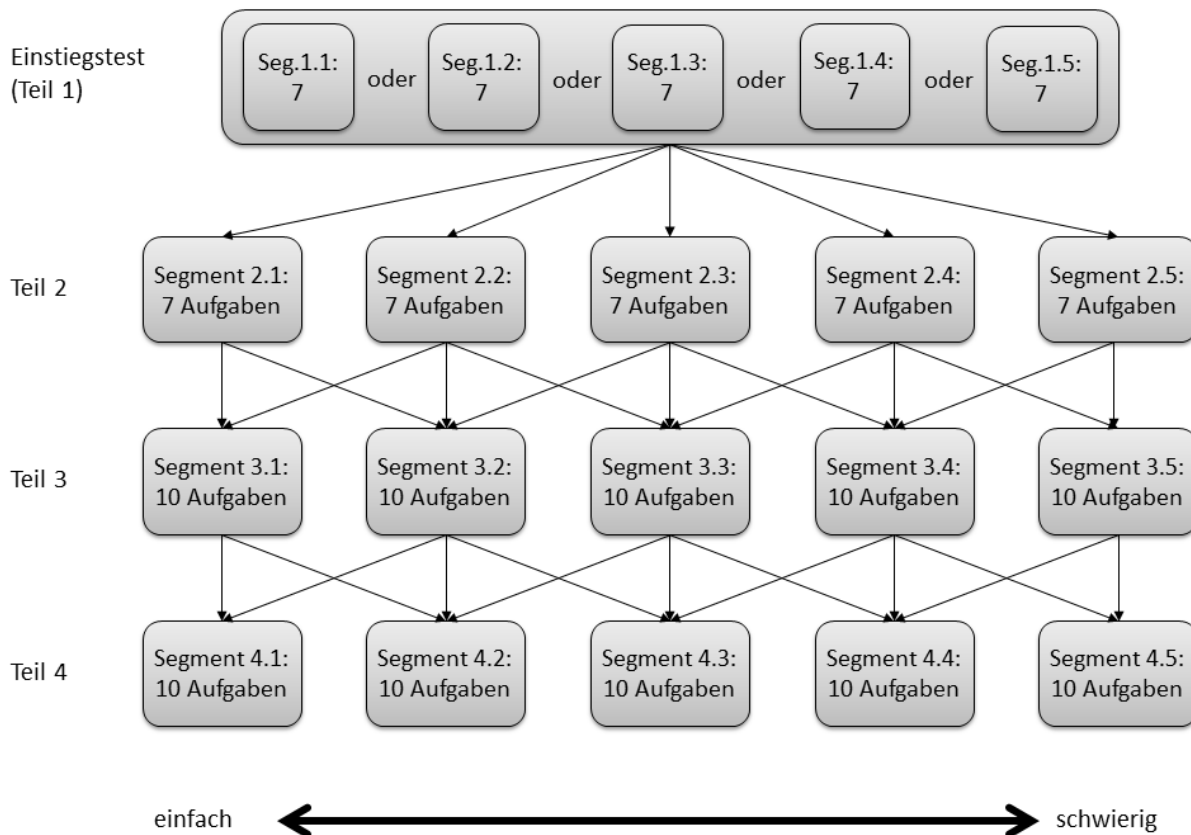 Einstiegstest
(Teil 1)
Seg.1.1:
7
oder
Seg.1.2:
7
oder
Seg.1.3:
7
oder
Seg.1.4:
7
oder
Seg.1.5:
7
Teil 2
Segment 2.1:
7 Aufgaben
Segment 2.2:
7 Aufgaben
Segment 2.3:
7 Aufgaben
Segment 2.4:
7 Aufgaben
Segment 2.5:
7 Aufgaben
Teil 3
Segment 3.1:
10 Aufgaben
Segment 3.2:
10 Aufgaben
Segment 3.3:
10 Aufgaben
Segment 3.4:
10 Aufgaben
Segment 3.5:
10 Aufgaben
Teil 4
Segment 4.1:
10 Aufgaben
Segment 4.2:
10 Aufgaben
Segment 4.3:
10 Aufgaben
Segment 4.4:
10 Aufgaben
Segment 4.5:
10 Aufgaben
einfach
schwierig